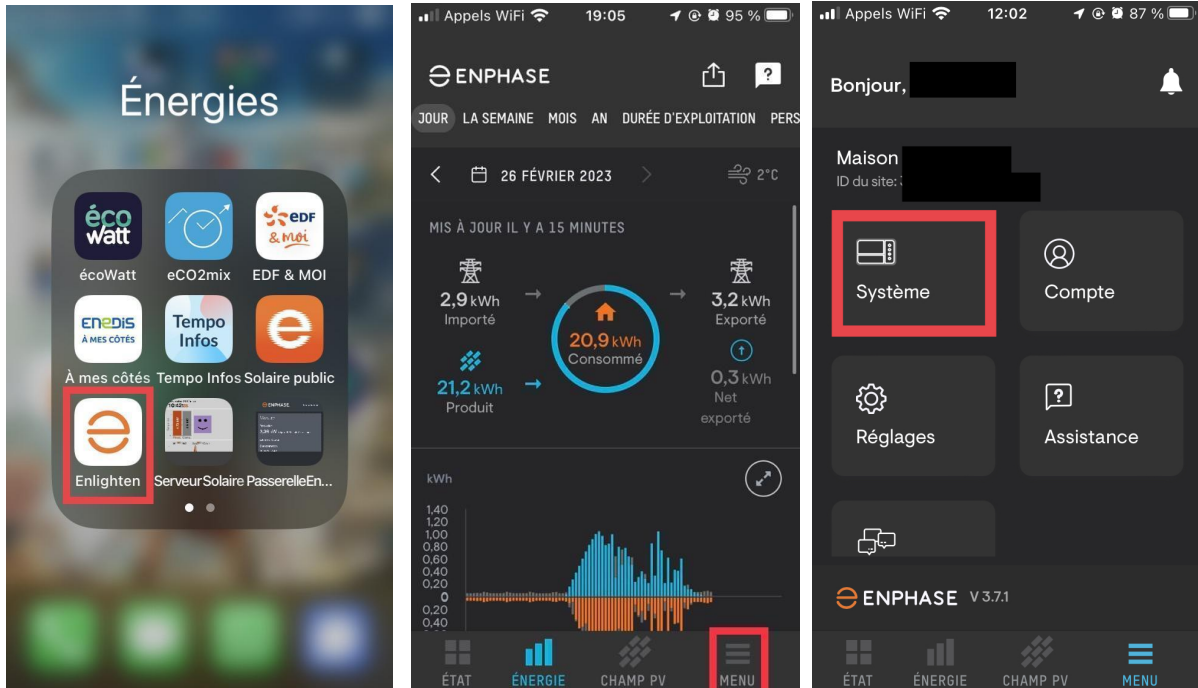 Énergies
éco
watt
EDF
& moi
écoWatt
eCO2mix
EDF & MOI
ENEDIS
À MES CÔTÉS
Tempo
Infos
À mes côtés
Tempo Infos
Solaire public
Enlighten
ServeurSolaire
PasserelleEn...
Appels WiFi
19:05
95 %
ENPHASE
JOUR
LA SEMAINE
MOIS
AN
DURÉE D'EXPLOITATION
PERS
26 FÉVRIER 2023
2°C
MIS À JOUR IL Y A 15 MINUTES
2,9 kWh
Importé
3,2 kWh
Exporté
20,9 kWh
Consommé
21,2 kWh
Produit
0,3 kWh
Net
exporté
kWh
1,40
1,20
1,00
0,80
0,60
0,40
0,20
0
0,20
0,40
ÉTAT
ÉNERGIE
CHAMP PV
MENU
Appels WiFi
12:02
87 %
Bonjour,
Maison
ID du site:
Système
Compte
Réglages
Assistance
ENPHASE V 3.7.1
ÉTAT
ÉNERGIE
CHAMP PV
MENU